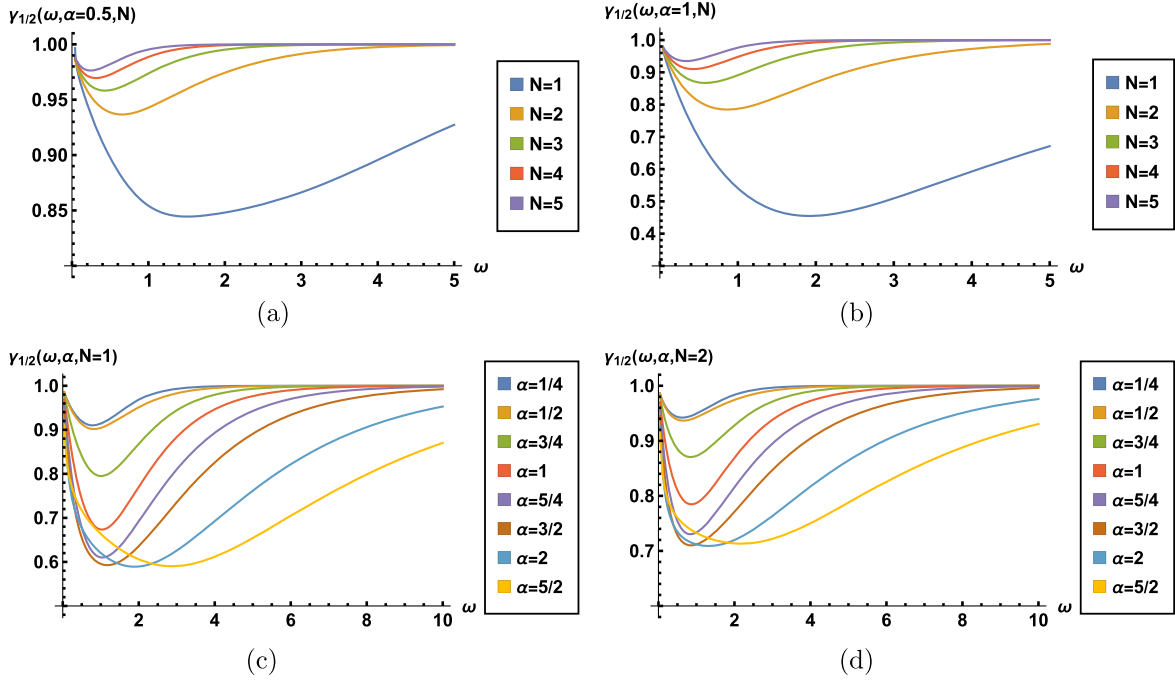 γ1/2(ω,α=0.5,N)
1.00
0.95
0.90
0.85
1 2 3 4 5 ω
N=1
N=2
N=3
N=4
N=5
(a)
γ1/2(ω,α=1,N)
1.0
0.9
0.8
0.7
0.6
0.5
0.4
1 2 3 4 5 ω
N=1
N=2
N=3
N=4
N=5
(b)
γ1/2(ω,α,N=1)
1.0
0.9
0.8
0.7
0.6
2 4 6 8 10 ω
α=1/4
α=1/2
α=3/4
α=1
α=5/4
α=3/2
α=2
α=5/2
(c)
γ1/2(ω,α,N=2)
1.0
0.9
0.8
0.7
2 4 6 8 10 ω
α=1/4
α=1/2
α=3/4
α=1
α=5/4
α=3/2
α=2
α=5/2
(d)